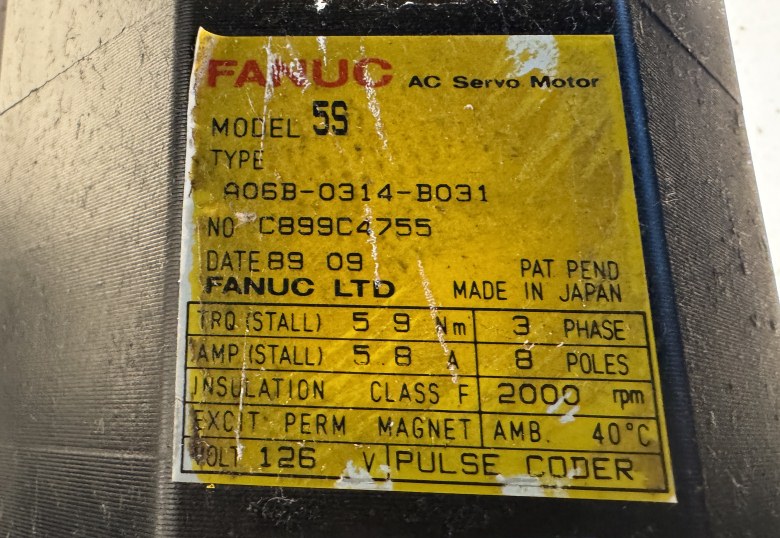 FANUC AC Servo Motor
MODEL 5S
TYPE
A06B-0314-B031
NO C899C4755
DATE 89 09 PAT PEND
FANUC LTD MADE IN JAPAN
TRQ (STALL) 5 9 Nm 3 PHASE
AMP (STALL) 5.8 A 8 POLES
INSULATION CLASS F 2000 rpm
EXCIT. PERM MAGNET AMB. 40°C
VOLT 126 V PULSE CODER